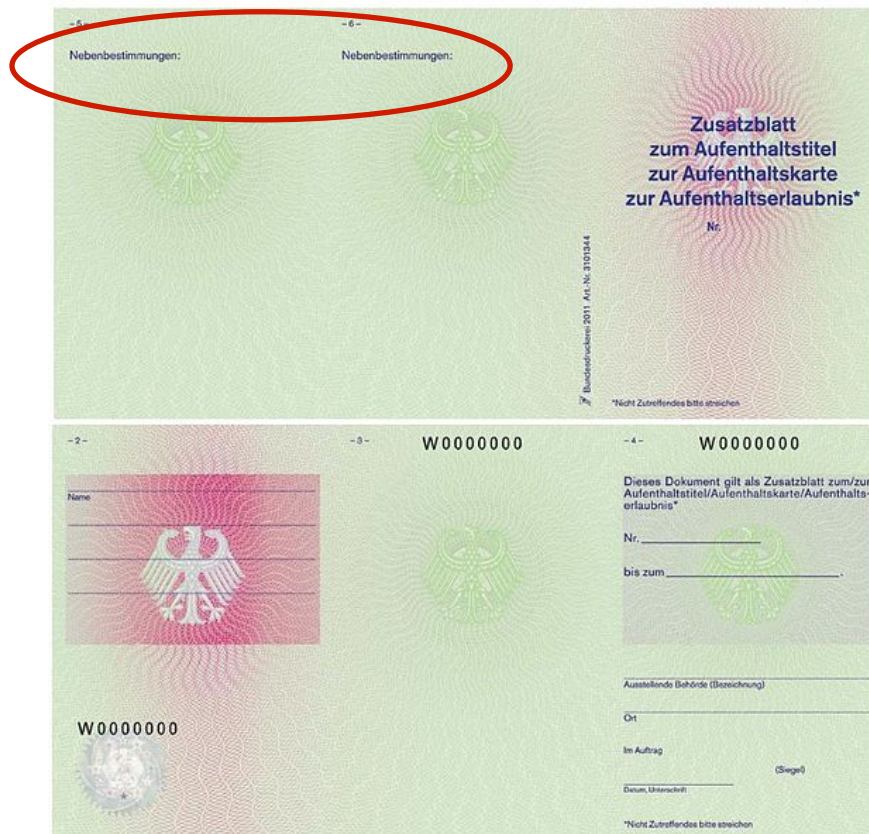 -5-
Nebenbestimmungen:
-6-
Nebenbestimmungen:
Zusatzblatt
zum Aufenthaltstitel
zur Aufenthaltskarte
zur Aufenthaltserlaubnis*
Nr.
Bundesdruckerei 2011 Art.-Nr. 3101344
*Nicht Zutreffendes bitte streichen
-2-
Name
W0000000
-3-
W0000000
-4-
W0000000
Dieses Dokument gilt als Zusatzblatt zum/zur
Aufenthaltstitel/Aufenthaltskarte/Aufenthalts-
erlaubnis*
Nr.
bis zum .
Ausstellende Behörde (Bezeichnung)
Ort
Im Auftrag
(Siegel)
Datum, Unterschrift
*Nicht Zutreffendes bitte streichen